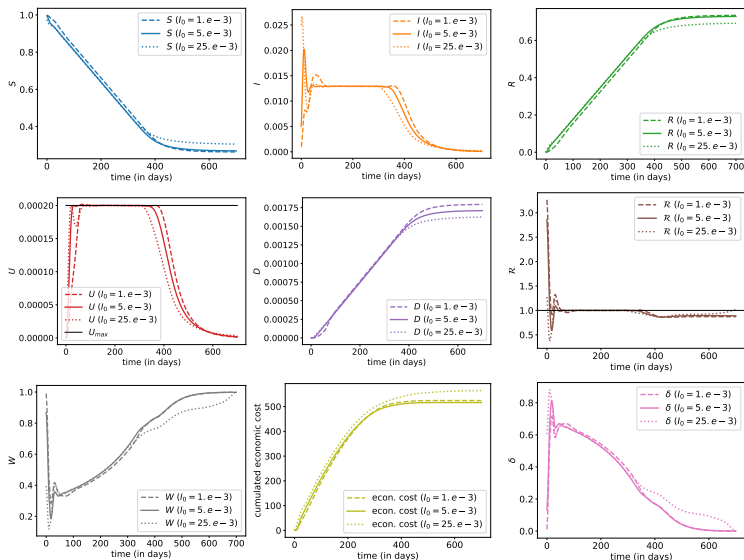 S (I₀ = 1. e − 3)
S (I₀ = 5. e − 3)
S (I₀ = 25. e − 3)
1.0
0.8
0.6
0.4
S
0
200
400
600
time (in days)
I (I₀ = 1. e − 3)
I (I₀ = 5. e − 3)
I (I₀ = 25. e − 3)
0.025
0.020
0.015
0.010
0.005
0.000
I
0
200
400
600
time (in days)
0.6
0.4
0.2
0.0
R
R (I₀ = 1. e − 3)
R (I₀ = 5. e − 3)
R (I₀ = 25. e − 3)
0 100 200 300 400 500 600 700
time (in days)
0.00020
0.00015
0.00010
0.00005
0.00000
U
U (I₀ = 1. e − 3)
U (I₀ = 5. e − 3)
U (I₀ = 25. e − 3)
Uₘₐₓ
0
200
400
600
time (in days)
0.00175
0.00150
0.00125
0.00100
0.00075
0.00050
0.00025
0.00000
D
D (I₀ = 1. e − 3)
D (I₀ = 5. e − 3)
D (I₀ = 25. e − 3)
0
200
400
600
time (in days)
ℛ (I₀ = 1. e − 3)
ℛ (I₀ = 5. e − 3)
ℛ (I₀ = 25. e − 3)
3.0
2.5
2.0
1.5
1.0
0.5
ℛ
0
200
400
600
time (in days)
1.0
0.8
0.6
0.4
0.2
W
W (I₀ = 1. e − 3)
W (I₀ = 5. e − 3)
W (I₀ = 25. e − 3)
0 100 200 300 400 500 600 700
time (in days)
500
400
300
200
100
0
cumulated economic cost
econ. cost (I₀ = 1. e − 3)
econ. cost (I₀ = 5. e − 3)
econ. cost (I₀ = 25. e − 3)
0
200
400
600
time (in days)
δ (I₀ = 1. e − 3)
δ (I₀ = 5. e − 3)
δ (I₀ = 25. e − 3)
0.8
0.6
0.4
0.2
0.0
δ
0
200
400
600
time (in days)